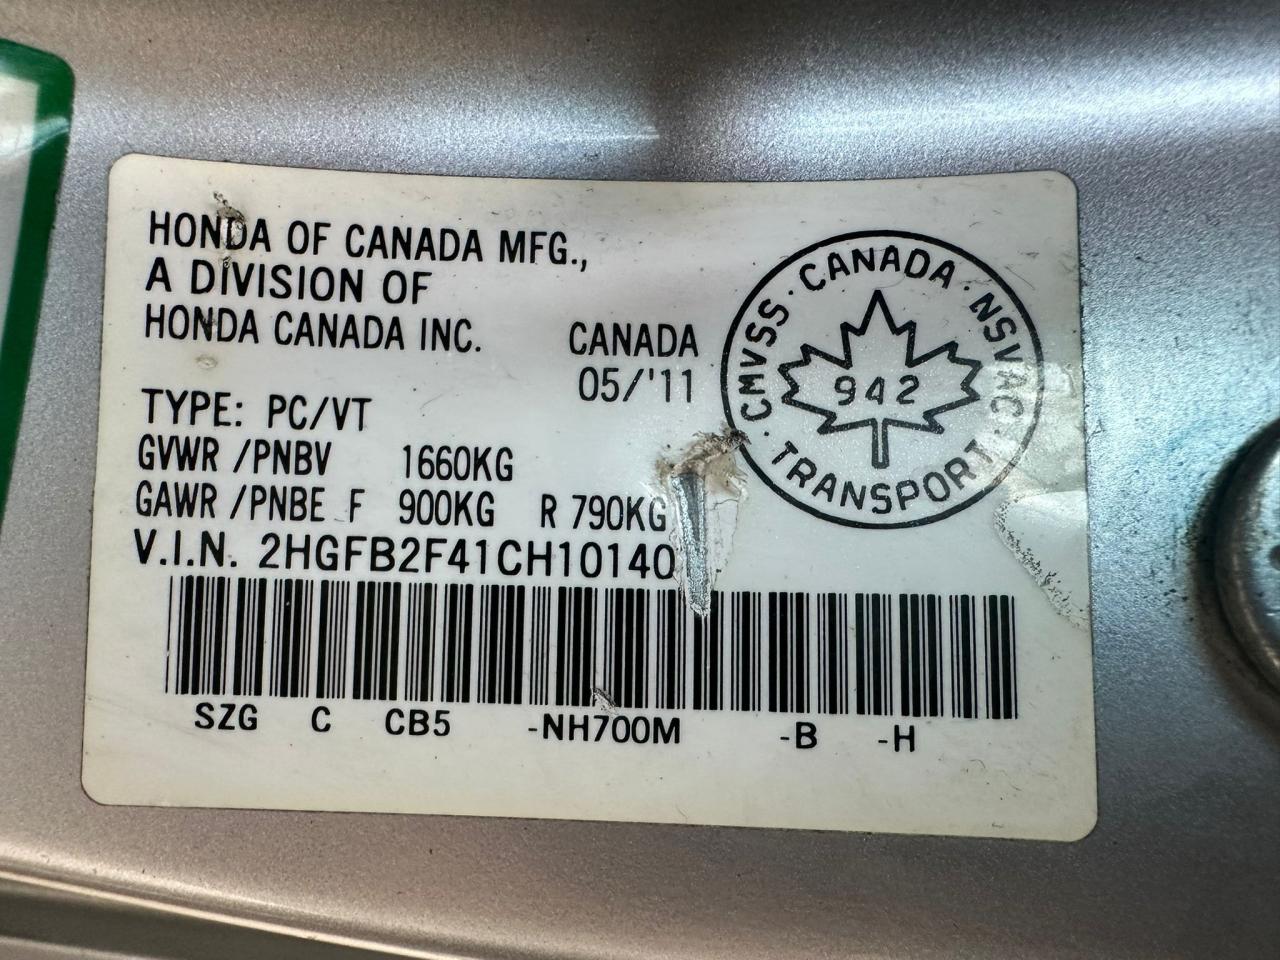 HONDA OF CANADA MFG.,
A DIVISION OF
HONDA CANADA INC.
CANADA
05/'11
CMVSS · CANADA · NSVAC · TRANSPORT ·
942
TYPE: PC/VT
GVWR /PNBV 1660KG
GAWR /PNBE F 900KG R 790KG
V.I.N. 2HGFB2F41CH10140
SZG C CB5 -NH700M -B -H